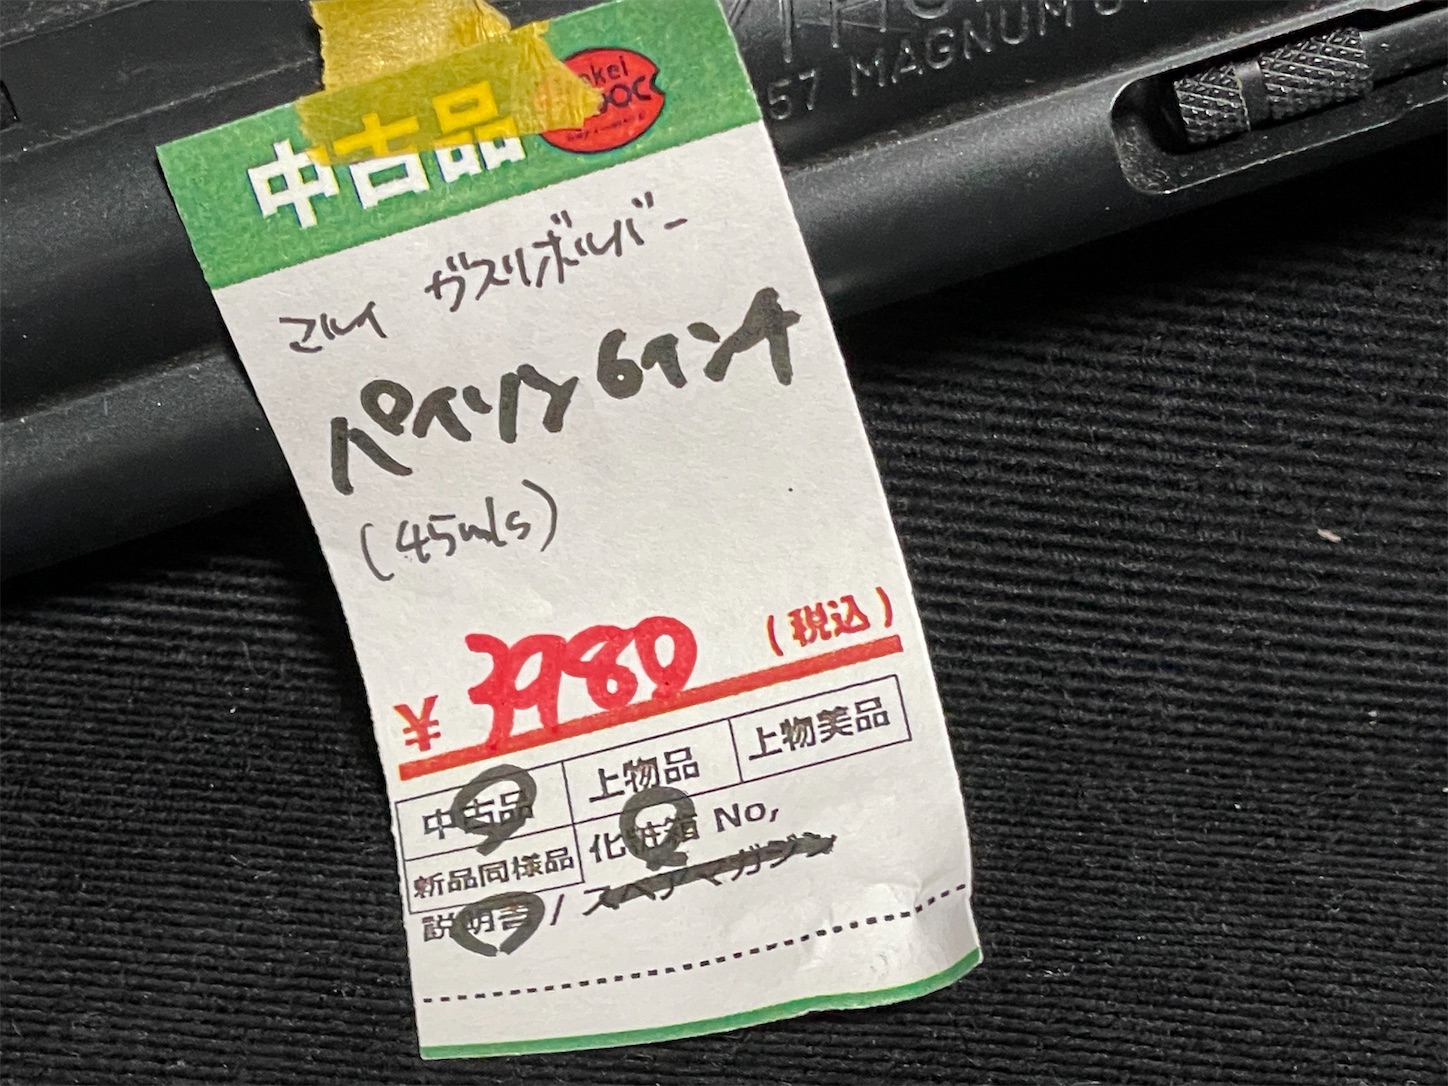 57 MAGNUM
中古品
マルイ ガスリボルバー
パイソン6インチ
(45m/s)
¥ 3980 (税込)
中古品 上物品 上物美品
新品同様品 化粧箱 No,
説明書 / スペアマガジン